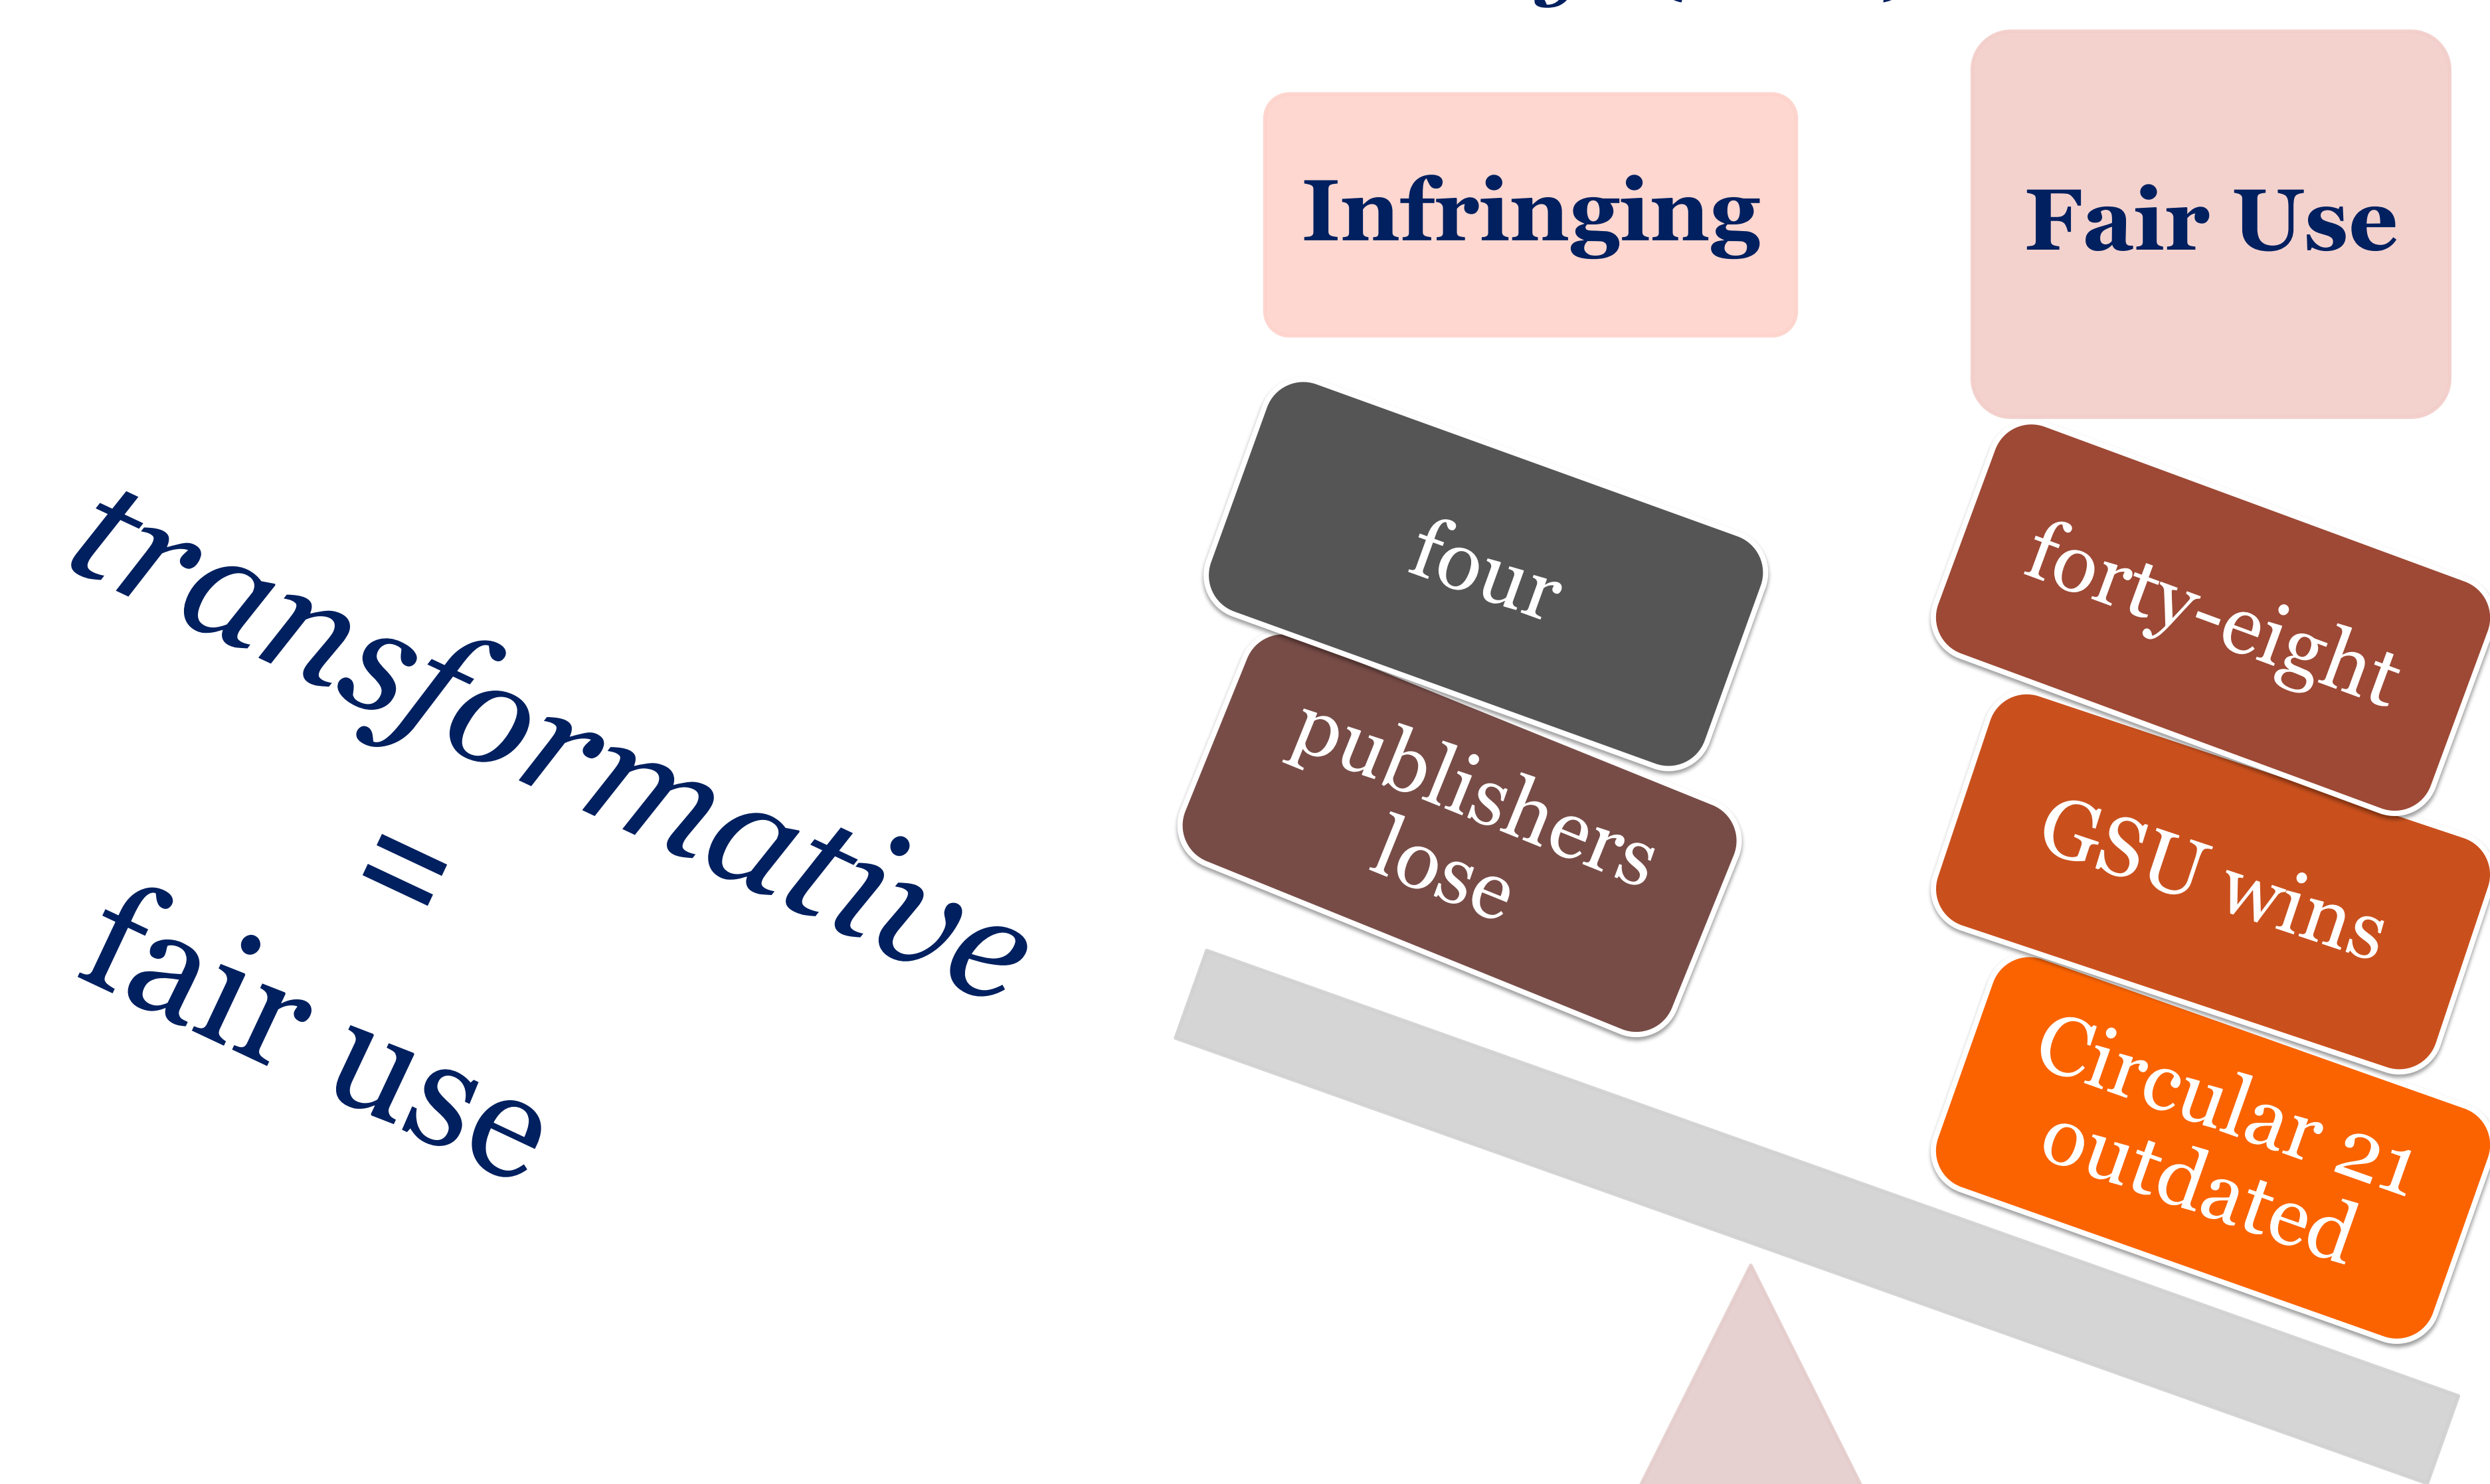 transformative
=
fair use
Infringing
four
publishers
lose
Fair Use
forty-eight
GSU wins
Circular 21
outdated